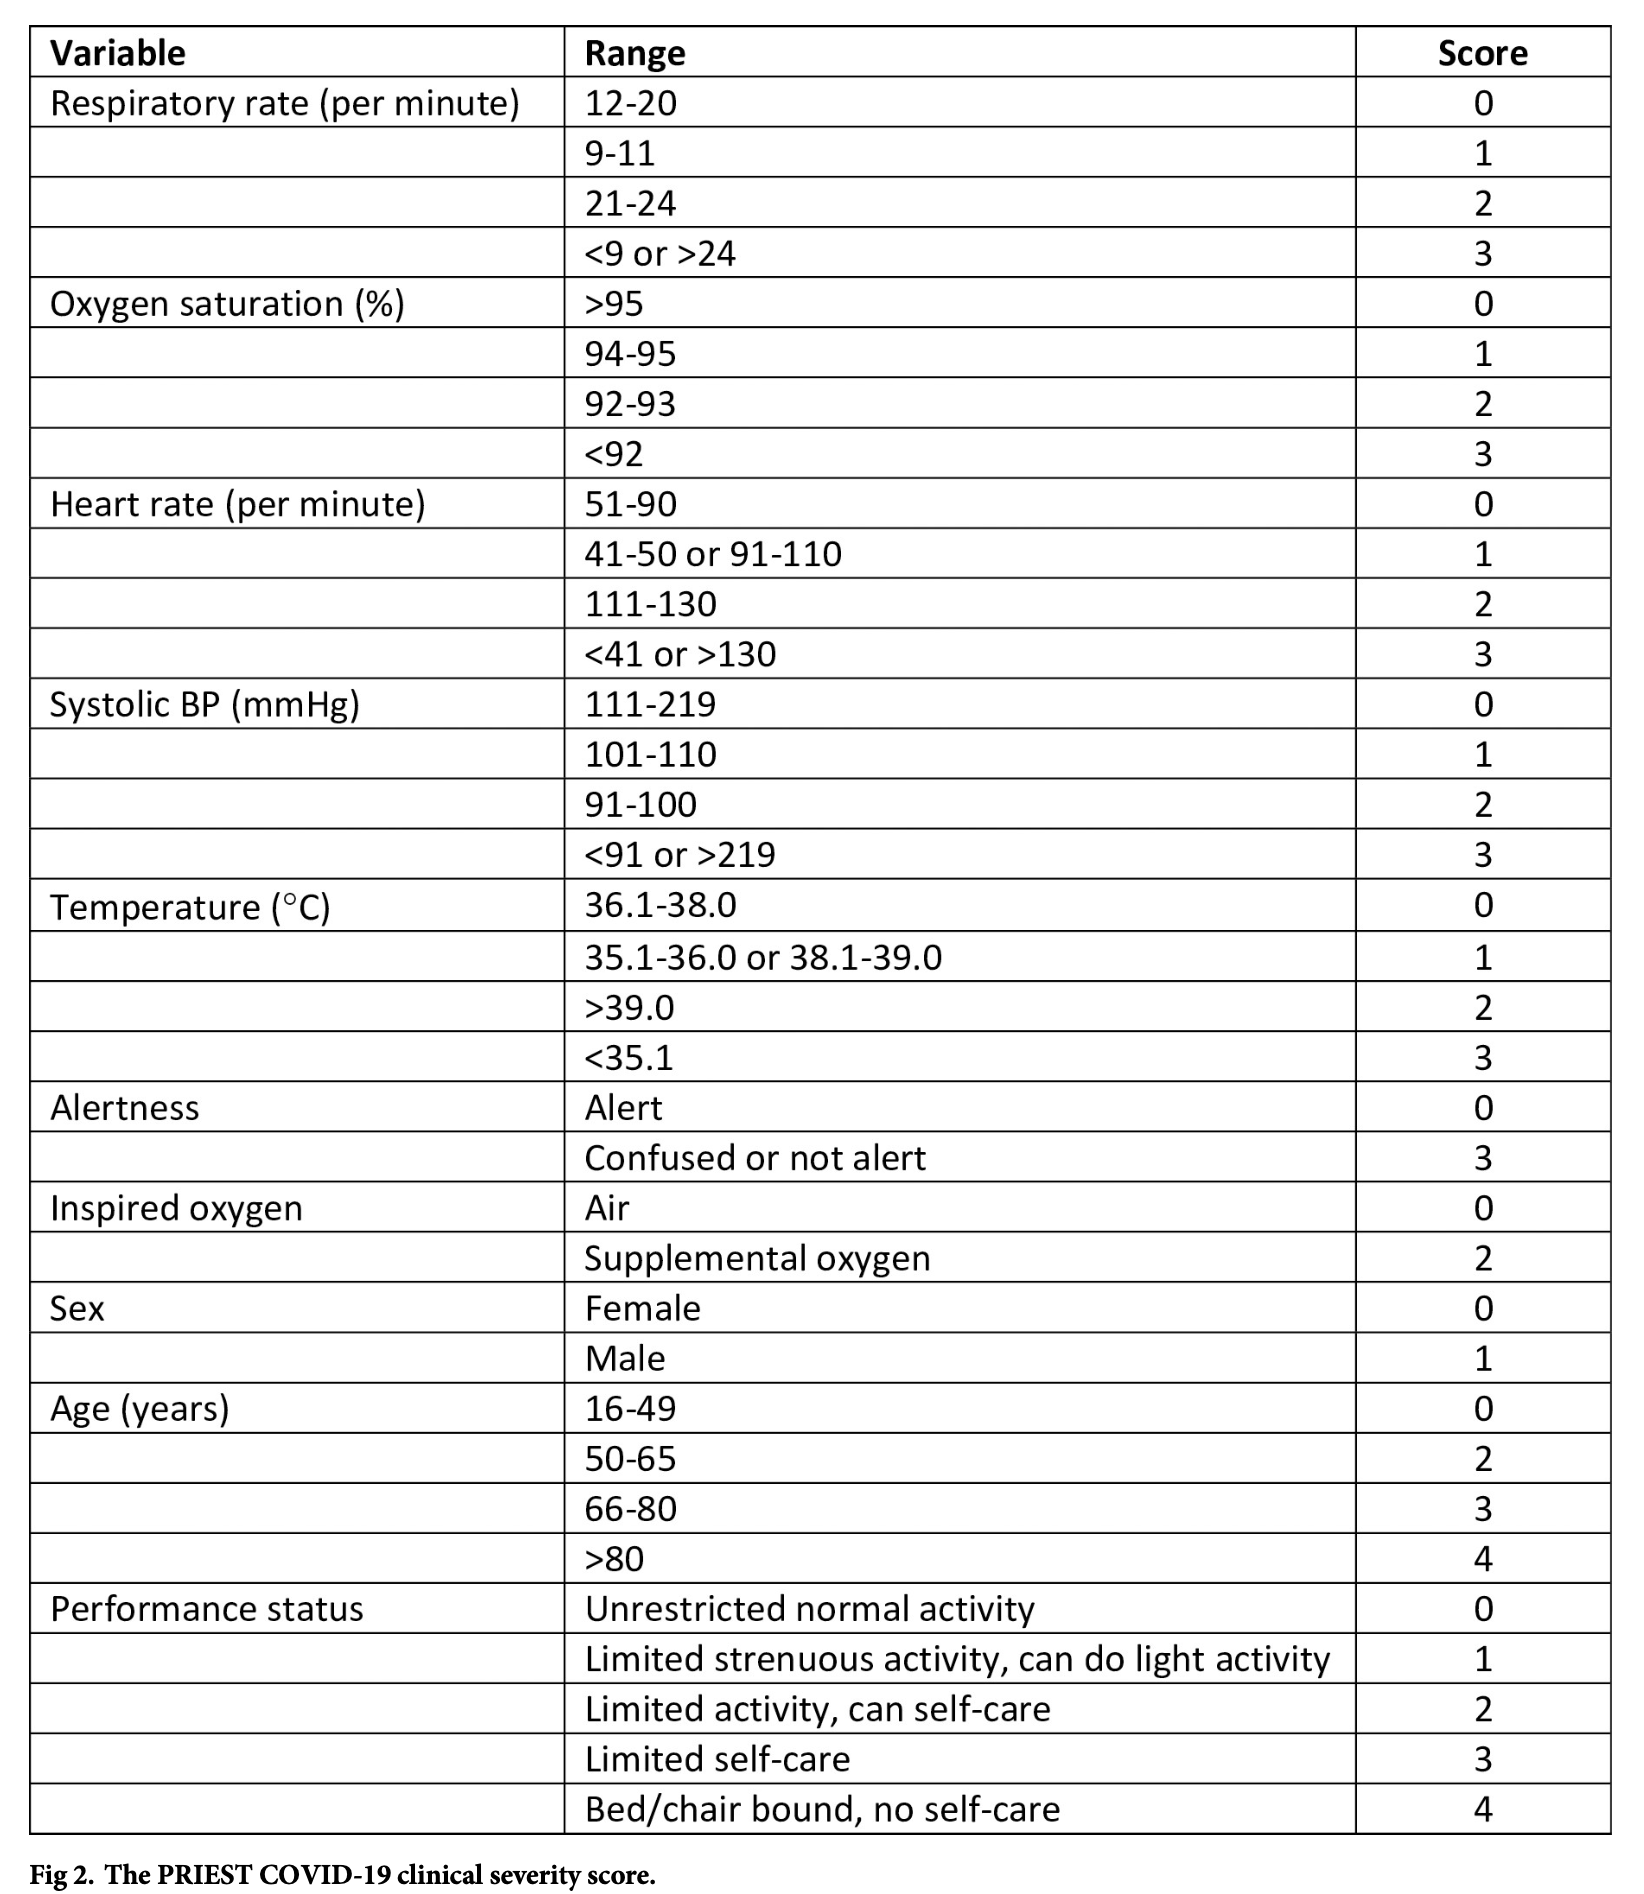 Variable Range Score
Respiratory rate (per minute) 12-20 0
9-11 1
21-24 2
<9 or >24 3
Oxygen saturation (%) >95 0
94-95 1
92-93 2
<92 3
Heart rate (per minute) 51-90 0
41-50 or 91-110 1
111-130 2
<41 or >130 3
Systolic BP (mmHg) 111-219 0
101-110 1
91-100 2
<91 or >219 3
Temperature (°C) 36.1-38.0 0
35.1-36.0 or 38.1-39.0 1
>39.0 2
<35.1 3
Alertness Alert 0
Confused or not alert 3
Inspired oxygen Air 0
Supplemental oxygen 2
Sex Female 0
Male 1
Age (years) 16-49 0
50-65 2
66-80 3
>80 4
Performance status Unrestricted normal activity 0
Limited strenuous activity, can do light activity 1
Limited activity, can self-care 2
Limited self-care 3
Bed/chair bound, no self-care 4
Fig 2. The PRIEST COVID-19 clinical severity score.